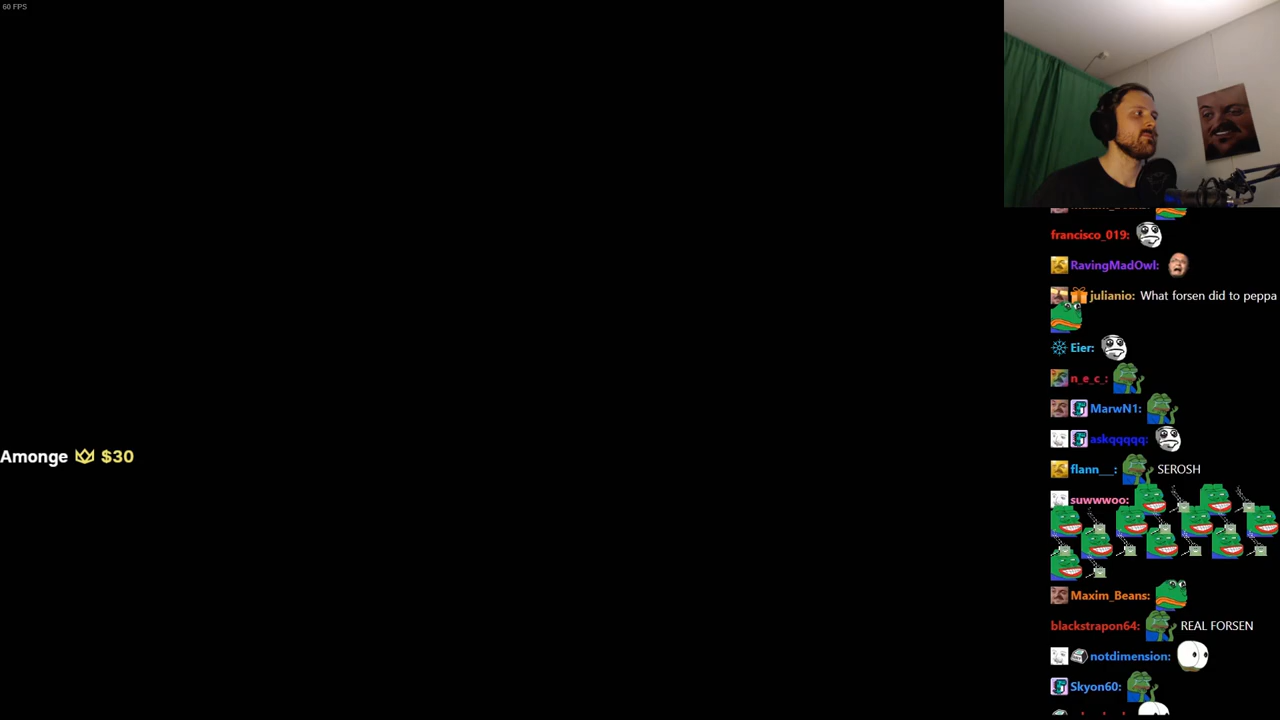 60 FPS
francisco_019:
RavingMadOwl:
julianio: What forsen did to peppa
Eier:
n_e_c_:
MarwN1:
askqqqqq:
Amonge $30
flann__: SEROSH
suwwwoo:
Maxim_Beans:
blackstrapon64: REAL FORSEN
notdimension:
Skyon60: